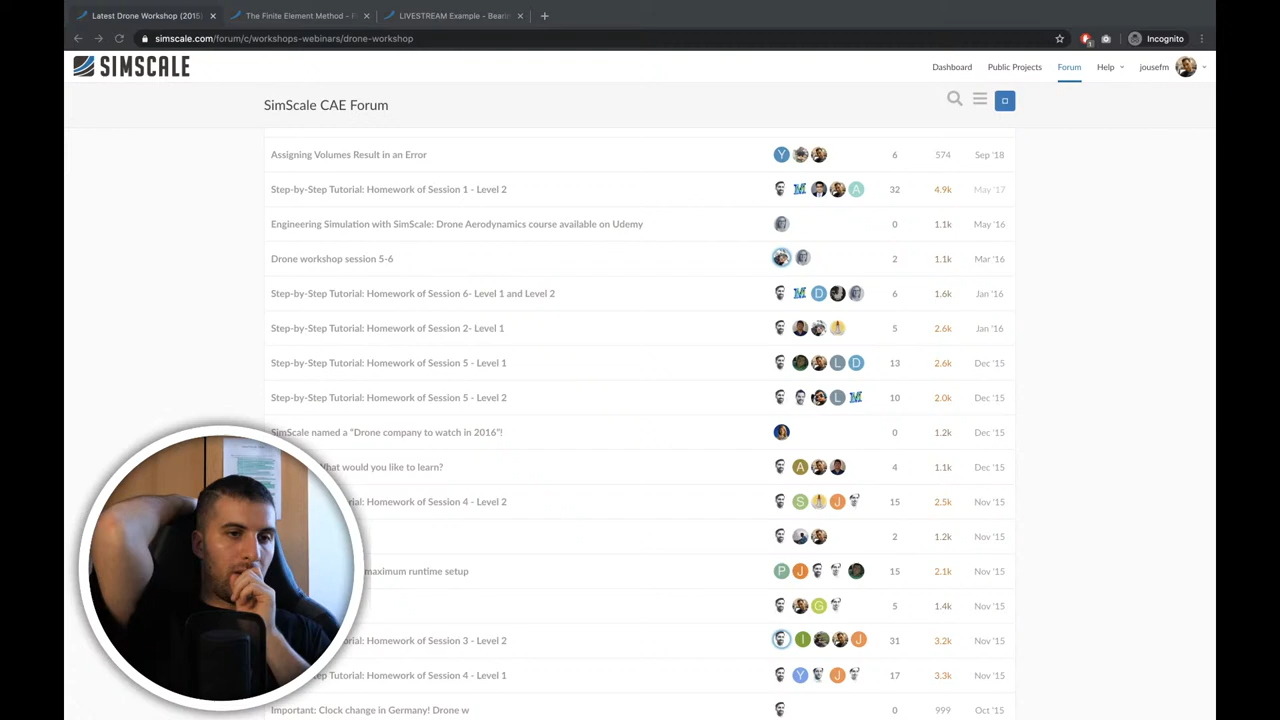 Latest Drone Workshop (2015)
The Finite Element Method - F
LIVESTREAM Example - Bearin
simscale.com/forum/c/workshops-webinars/drone-workshop
Incognito
SIMSCALE
Dashboard Public Projects Forum Help jousefm
SimScale CAE Forum
Assigning Volumes Result in an Error Y 6 574 Sep '18
Step-by-Step Tutorial: Homework of Session 1 - Level 2 A 32 4.9k May '17
Engineering Simulation with SimScale: Drone Aerodynamics course available on Udemy 0 1.1k May '16
Drone workshop session 5-6 2 1.1k Mar '16
Step-by-Step Tutorial: Homework of Session 6- Level 1 and Level 2 D 6 1.6k Jan '16
Step-by-Step Tutorial: Homework of Session 2- Level 1 5 2.6k Jan '16
Step-by-Step Tutorial: Homework of Session 5 - Level 1 L D 13 2.6k Dec '15
Step-by-Step Tutorial: Homework of Session 5 - Level 2 L 10 2.0k Dec '15
SimScale named a "Drone company to watch in 2016"! 0 1.2k Dec '15
hat would you like to learn? A 4 1.1k Dec '15
rial: Homework of Session 4 - Level 2 S J 15 2.5k Nov '15
2 1.2k Nov '15
maximum runtime setup P J 15 2.1k Nov '15
G 5 1.4k Nov '15
rial: Homework of Session 3 - Level 2 I J 31 3.2k Nov '15
ep Tutorial: Homework of Session 4 - Level 1 Y J 17 3.3k Nov '15
Important: Clock change in Germany! Drone w 0 999 Oct '15